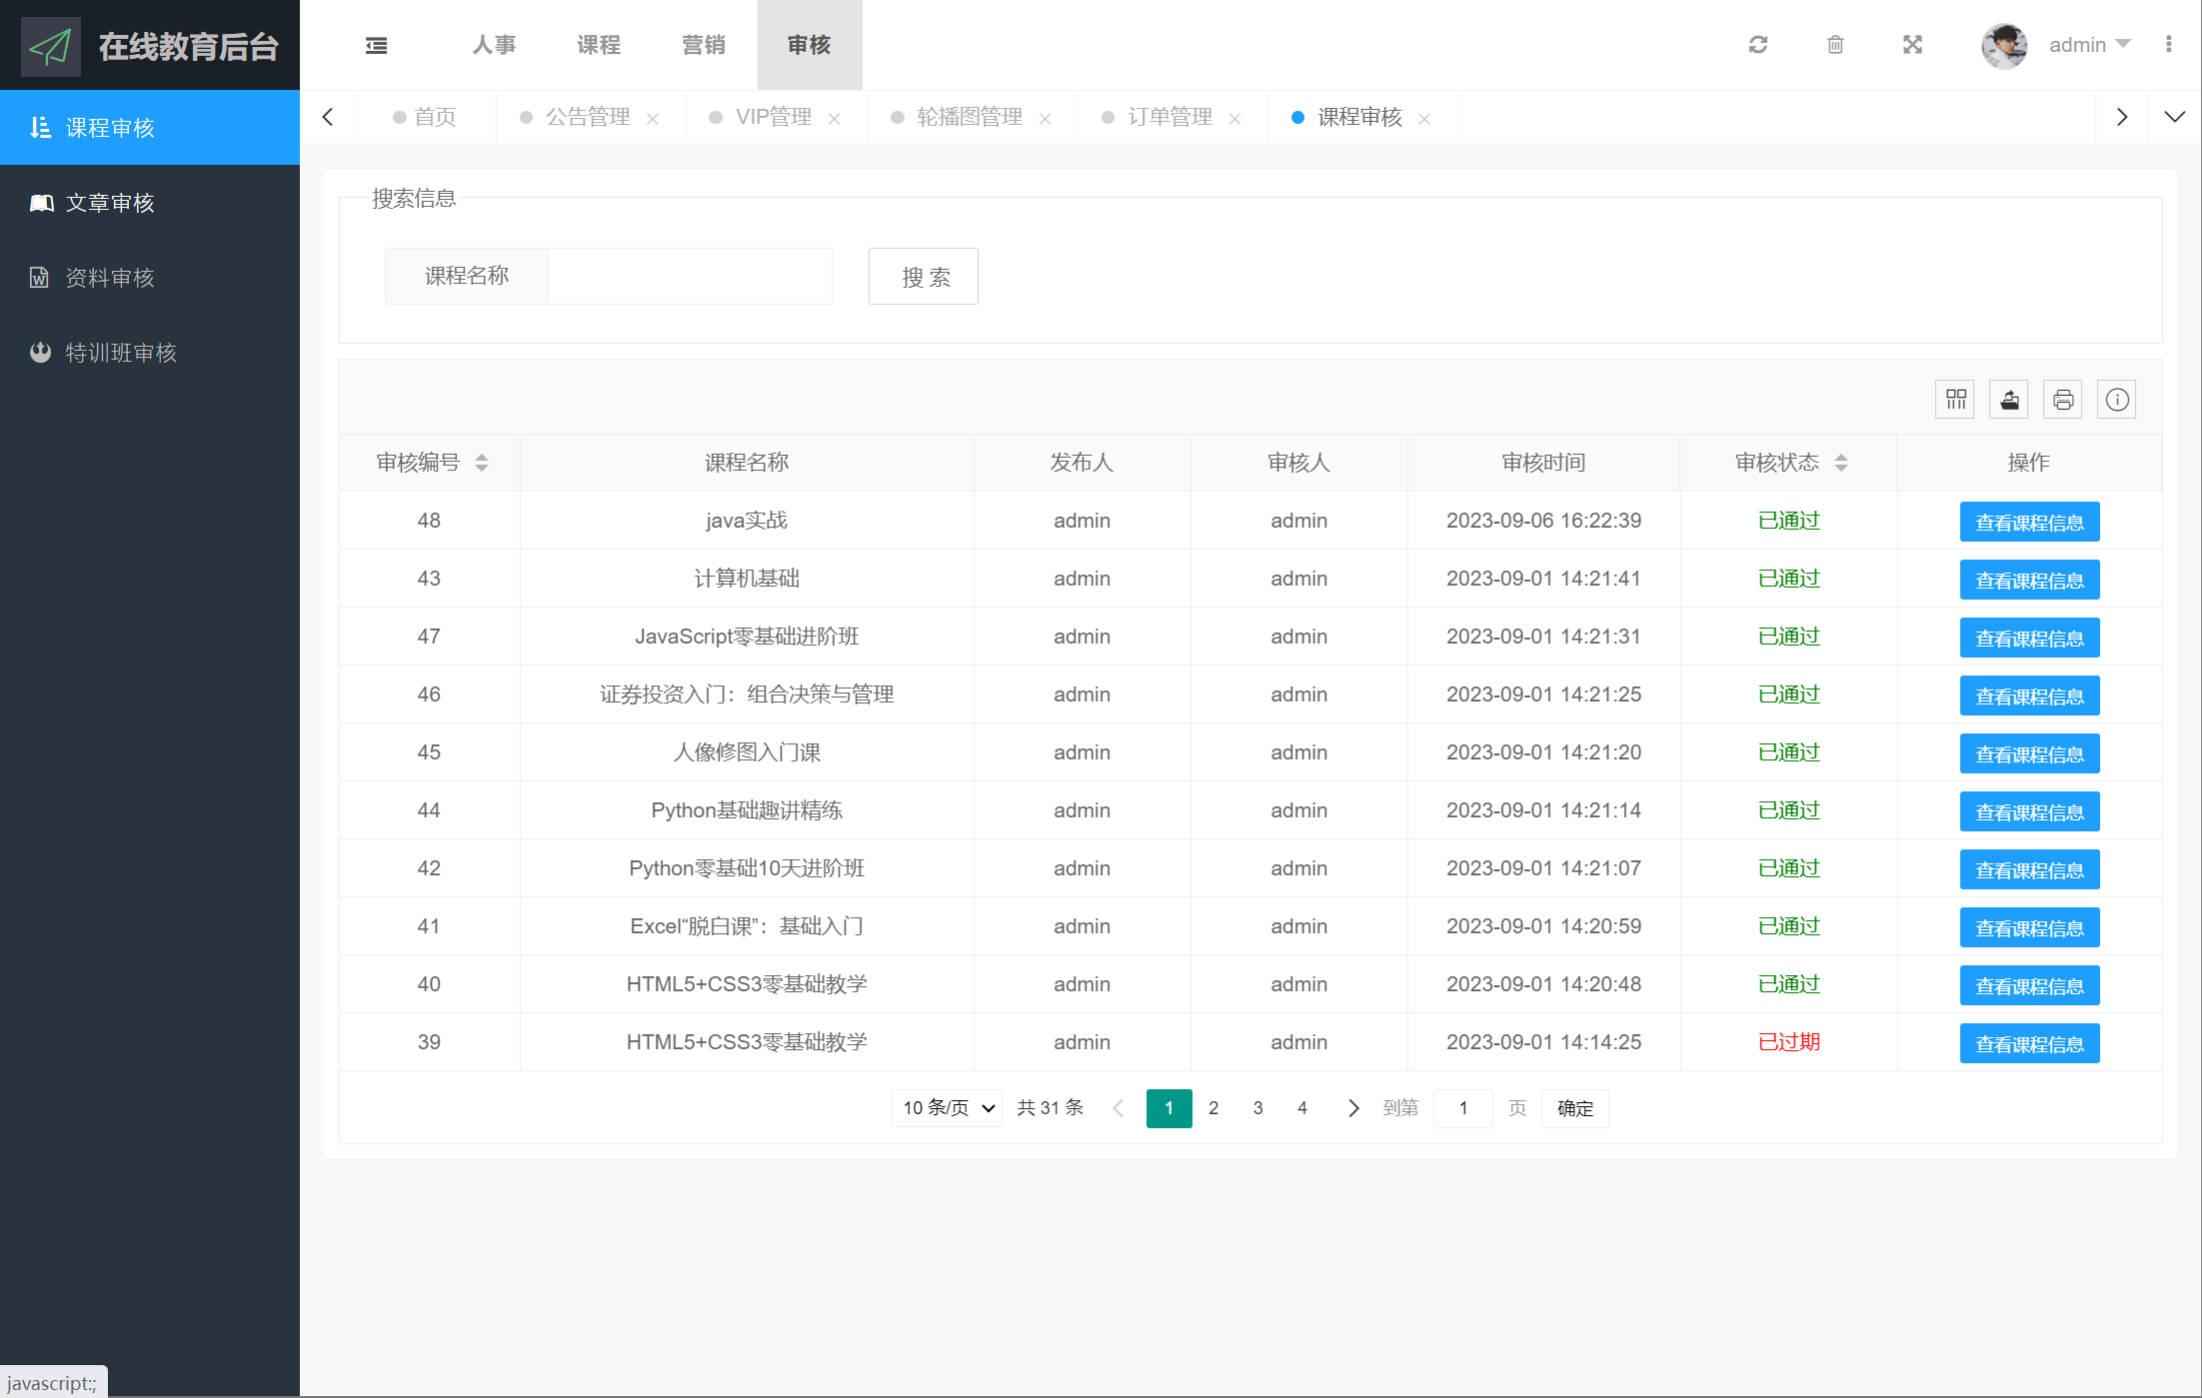 在线教育后台
人事 课程 营销 审核
admin
课程审核
文章审核
资料审核
特训班审核
首页 公告管理 VIP管理 轮播图管理 订单管理 课程审核
搜索信息
课程名称 搜 索
审核编号 课程名称 发布人 审核人 审核时间 审核状态 操作
48 java实战 admin admin 2023-09-06 16:22:39 已通过 查看课程信息
43 计算机基础 admin admin 2023-09-01 14:21:41 已通过 查看课程信息
47 JavaScript零基础进阶班 admin admin 2023-09-01 14:21:31 已通过 查看课程信息
46 证券投资入门：组合决策与管理 admin admin 2023-09-01 14:21:25 已通过 查看课程信息
45 人像修图入门课 admin admin 2023-09-01 14:21:20 已通过 查看课程信息
44 Python基础趣讲精练 admin admin 2023-09-01 14:21:14 已通过 查看课程信息
42 Python零基础10天进阶班 admin admin 2023-09-01 14:21:07 已通过 查看课程信息
41 Excel“脱白课”：基础入门 admin admin 2023-09-01 14:20:59 已通过 查看课程信息
40 HTML5+CSS3零基础教学 admin admin 2023-09-01 14:20:48 已通过 查看课程信息
39 HTML5+CSS3零基础教学 admin admin 2023-09-01 14:14:25 已过期 查看课程信息
10 条/页 共 31 条 1 2 3 4 到第 1 页 确定
javascript:;